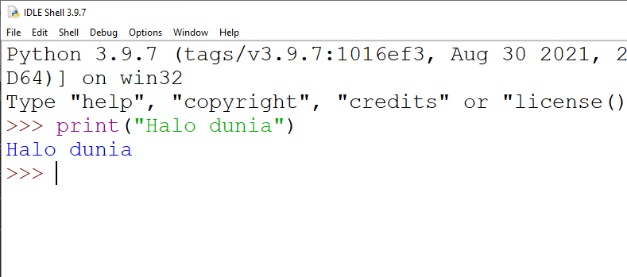 IDLE Shell 3.9.7
File Edit Shell Debug Options Window Help
Python 3.9.7 (tags/v3.9.7:1016ef3, Aug 30 2021, 2
D64)] on win32
Type "help", "copyright", "credits" or "license()
>>> print("Halo dunia")
Halo dunia
>>>